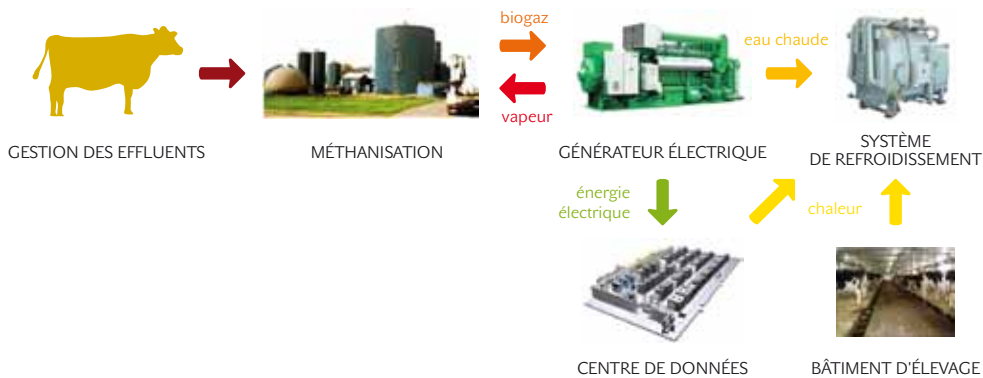 biogaz
eau chaude
vapeur
GESTION DES EFFLUENTS
MÉTHANISATION
GÉNÉRATEUR ÉLECTRIQUE
SYSTÈME
DE REFROIDISSEMENT
énergie
électrique
chaleur
CENTRE DE DONNÉES
BÂTIMENT D'ÉLEVAGE